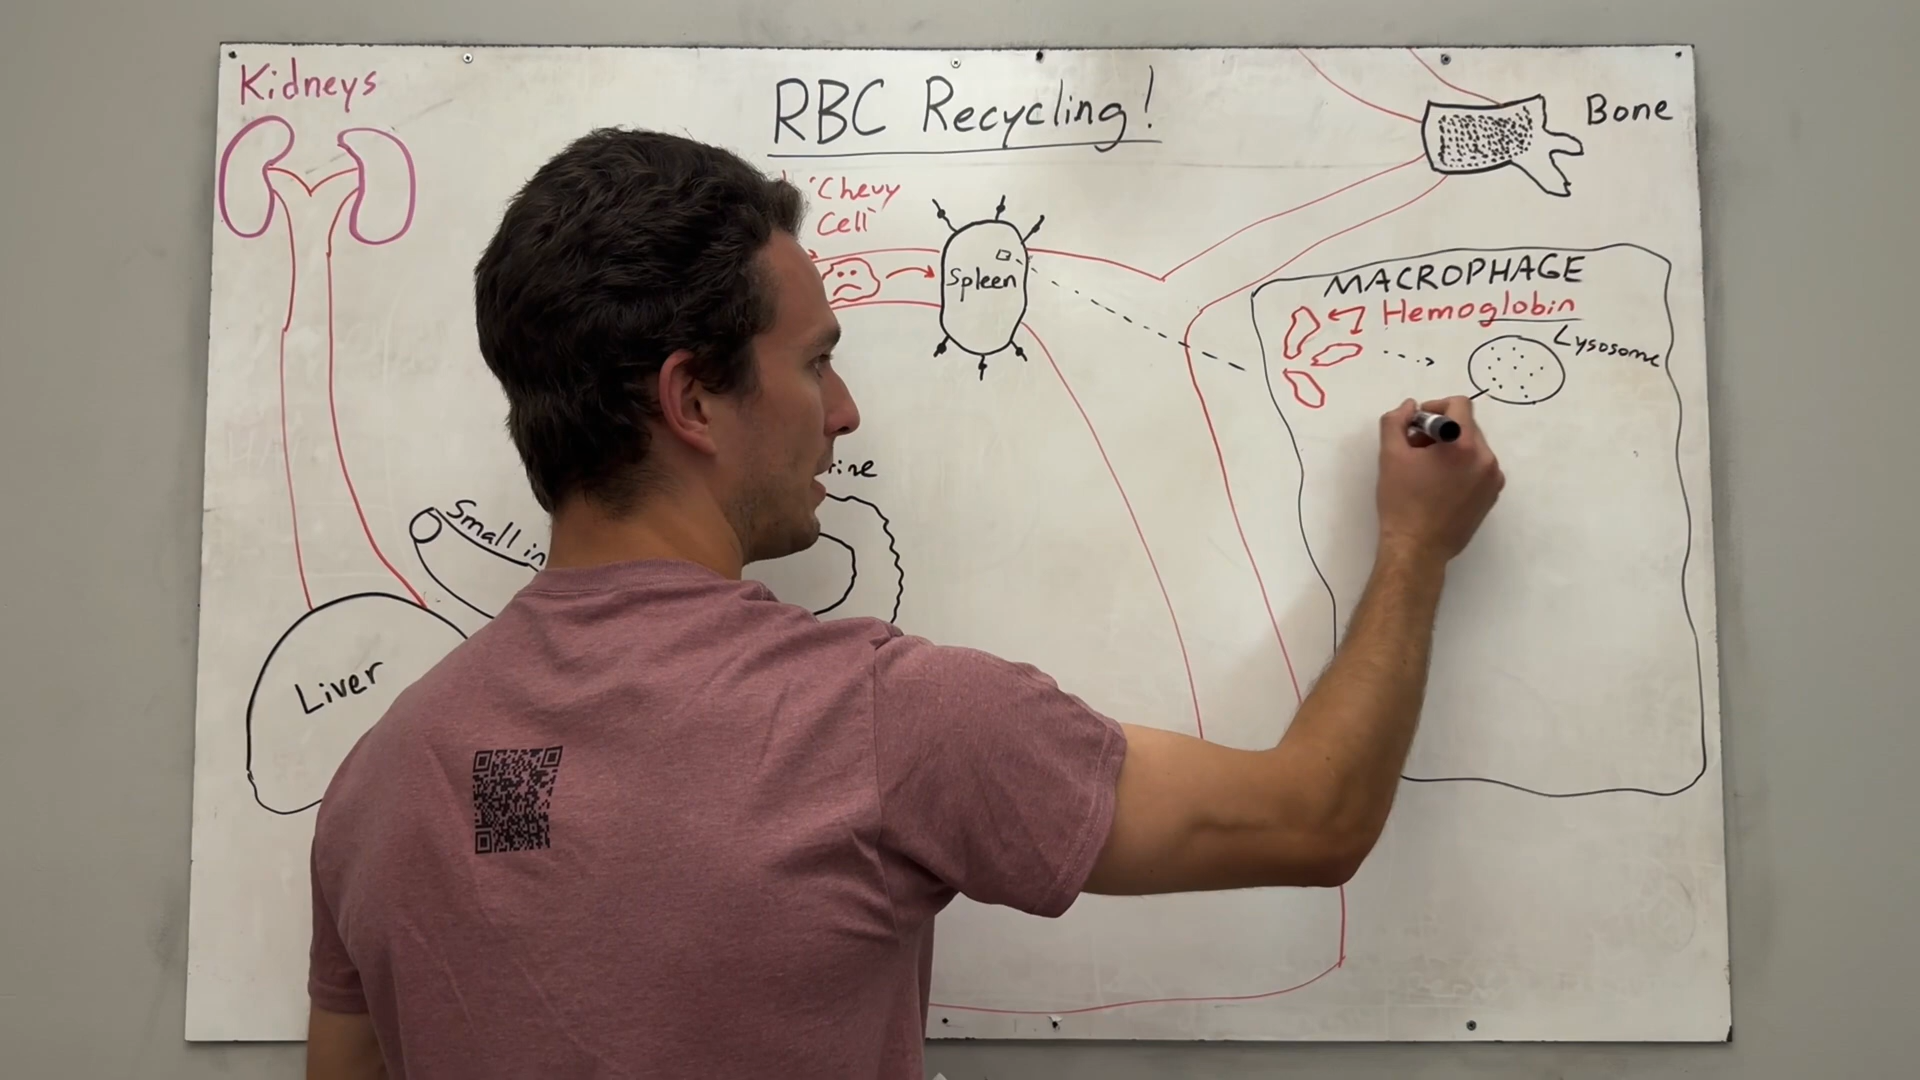 Kidneys
RBC Recycling!
Bone
"Chevy
Cell"
Spleen
MACROPHAGE
Hemoglobin
Lysosome
Small in
Liver